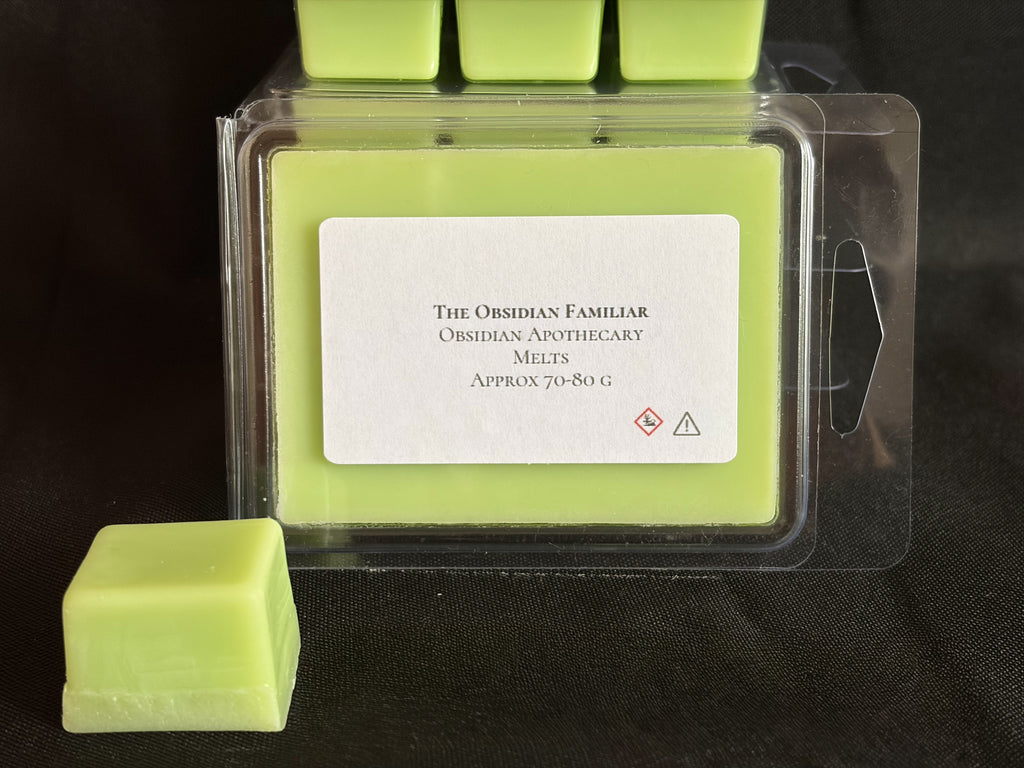 The Obsidian Familiar
Obsidian Apothecary
Melts
Approx 70-80 g